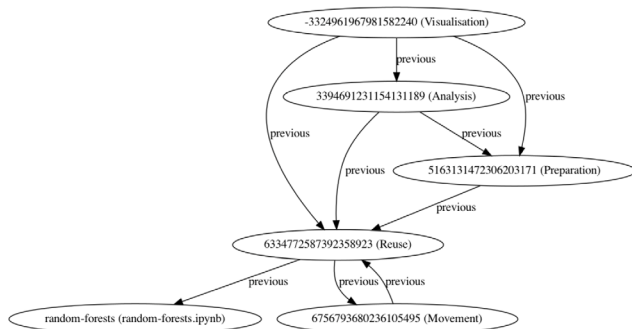 -3324961967981582240 (Visualisation)
previous
3394691231154131189 (Analysis)
previous
previous
previous
previous
5163131472306203171 (Preparation)
previous
6334772587392358923 (Reuse)
previous
previous
previous
random-forests (random-forests.ipynb)
6756793680236105495 (Movement)